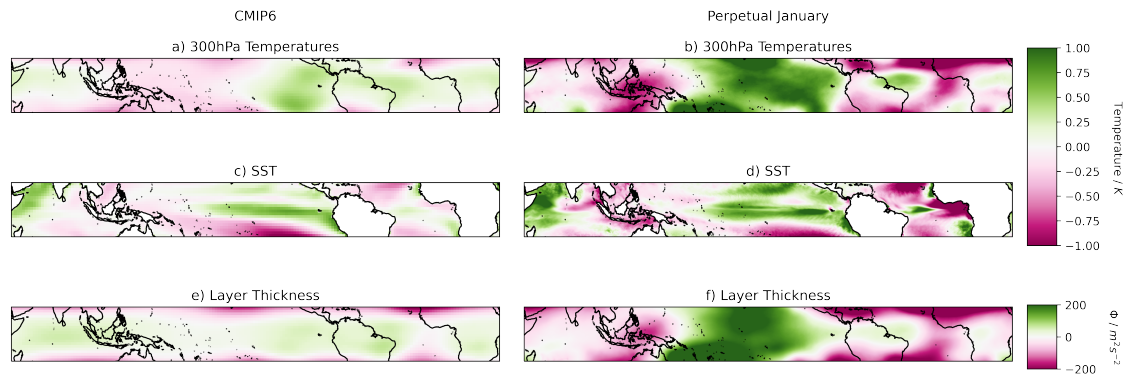 CMIP6
Perpetual January
a) 300hPa Temperatures
b) 300hPa Temperatures
1.00
0.75
0.50
0.25
0.00
−0.25
−0.50
−0.75
−1.00
Temperature / K
c) SST
d) SST
e) Layer Thickness
f) Layer Thickness
200
0
−200
Φ / m²s⁻²